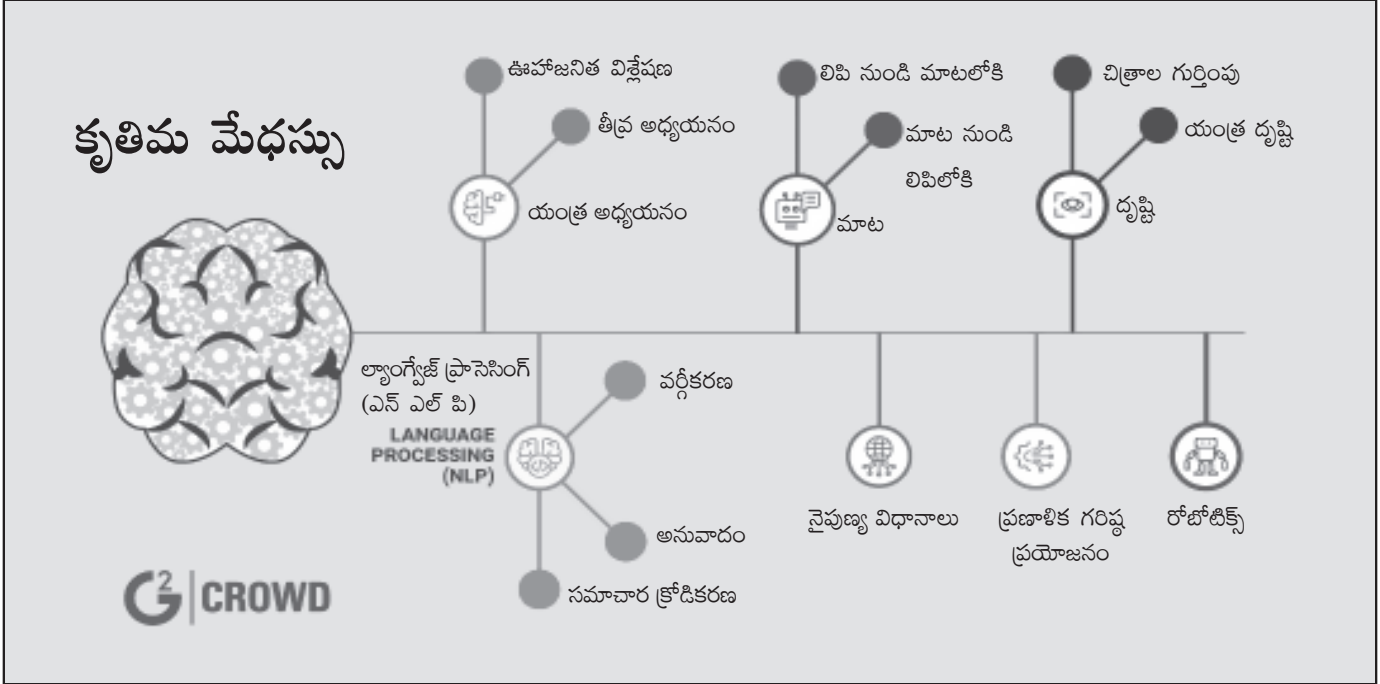 కృతిమ మేధస్సు
ఊహాజనిత విశ్లేషణ
తీవ్ర అధ్యయనం
యంత్ర అధ్యయనం
లిపి నుండి మాటలోకి
మాట నుండి
లిపిలోకి
మాట
చిత్రాల గుర్తింపు
యంత్ర దృష్టి
దృష్టి
ల్యాంగ్వేజ్ ప్రాసెసింగ్
(ఎన్ ఎల్ పి)
LANGUAGE
PROCESSING
(NLP)
వర్గీకరణ
అనువాదం
సమాచార క్రోడికరణ
నైపుణ్య విధానాలు
ప్రణాళిక గరిష్ఠ
ప్రయోజనం
రోబోటిక్స్
G2 CROWD